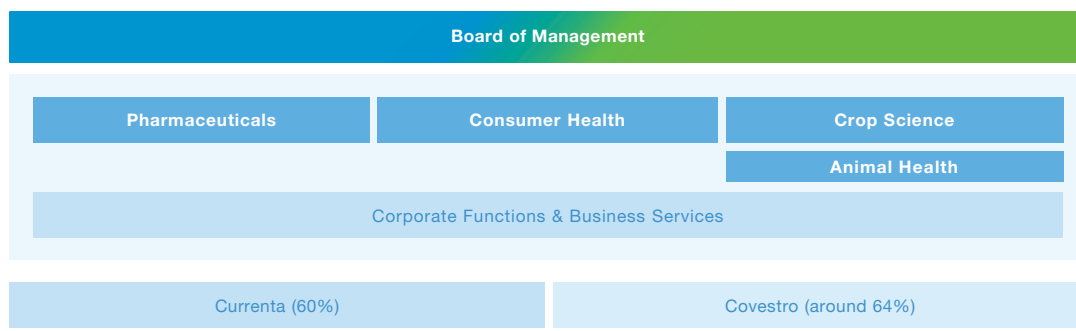 Board of Management
Pharmaceuticals
Consumer Health
Crop Science
Animal Health
Corporate Functions & Business Services
Currenta (60%)
Covestro (around 64%)